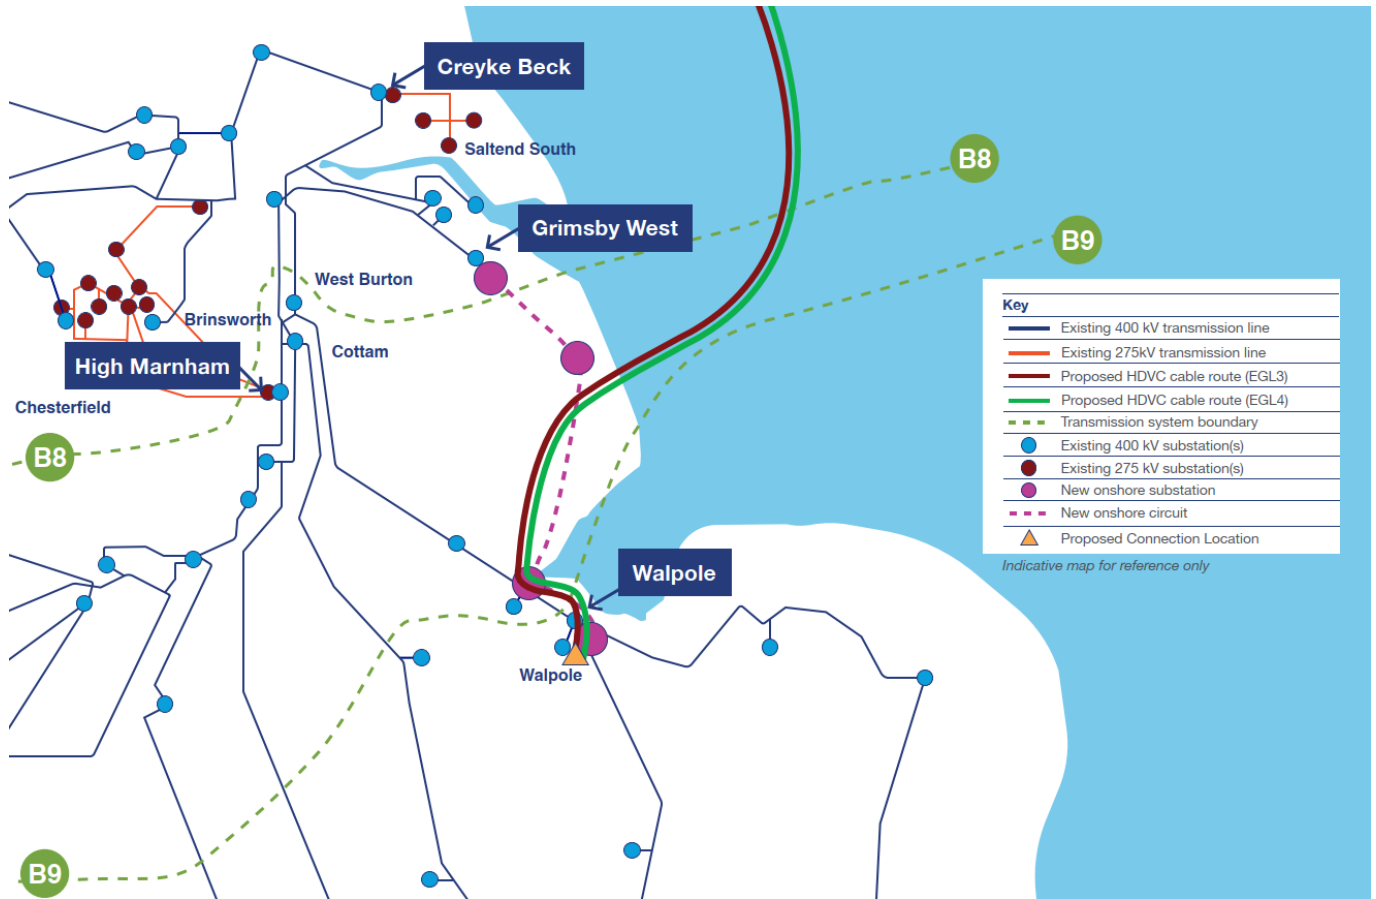 Creyke Beck
Saltend South
B8
Grimsby West
B9
West Burton
Brinsworth
Cottam
High Marnham
Chesterfield
B8
Key
Existing 400 kV transmission line
Existing 275kV transmission line
Proposed HDVC cable route (EGL3)
Proposed HDVC cable route (EGL4)
Transmission system boundary
Existing 400 kV substation(s)
Existing 275 kV substation(s)
New onshore substation
New onshore circuit
Proposed Connection Location
Indicative map for reference only
Walpole
Walpole
B9